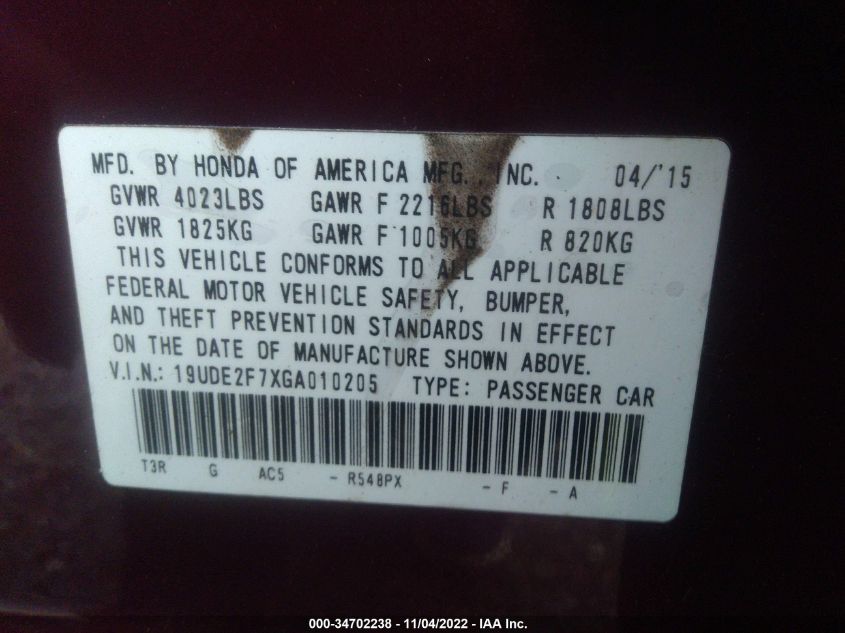 MFD. BY HONDA OF AMERICA MFG., INC. 04/'15
GVWR 4023LBS GAWR F 2216LBS R 1808LBS
GVWR 1825KG GAWR F 1005KG R 820KG
THIS VEHICLE CONFORMS TO ALL APPLICABLE
FEDERAL MOTOR VEHICLE SAFETY, BUMPER,
AND THEFT PREVENTION STANDARDS IN EFFECT
ON THE DATE OF MANUFACTURE SHOWN ABOVE.
V.I.N.: 19UDE2F7XGA010205 TYPE: PASSENGER CAR
T3R G AC5 - R548PX - F - A
000-34702238 - 11/04/2022 - IAA Inc.